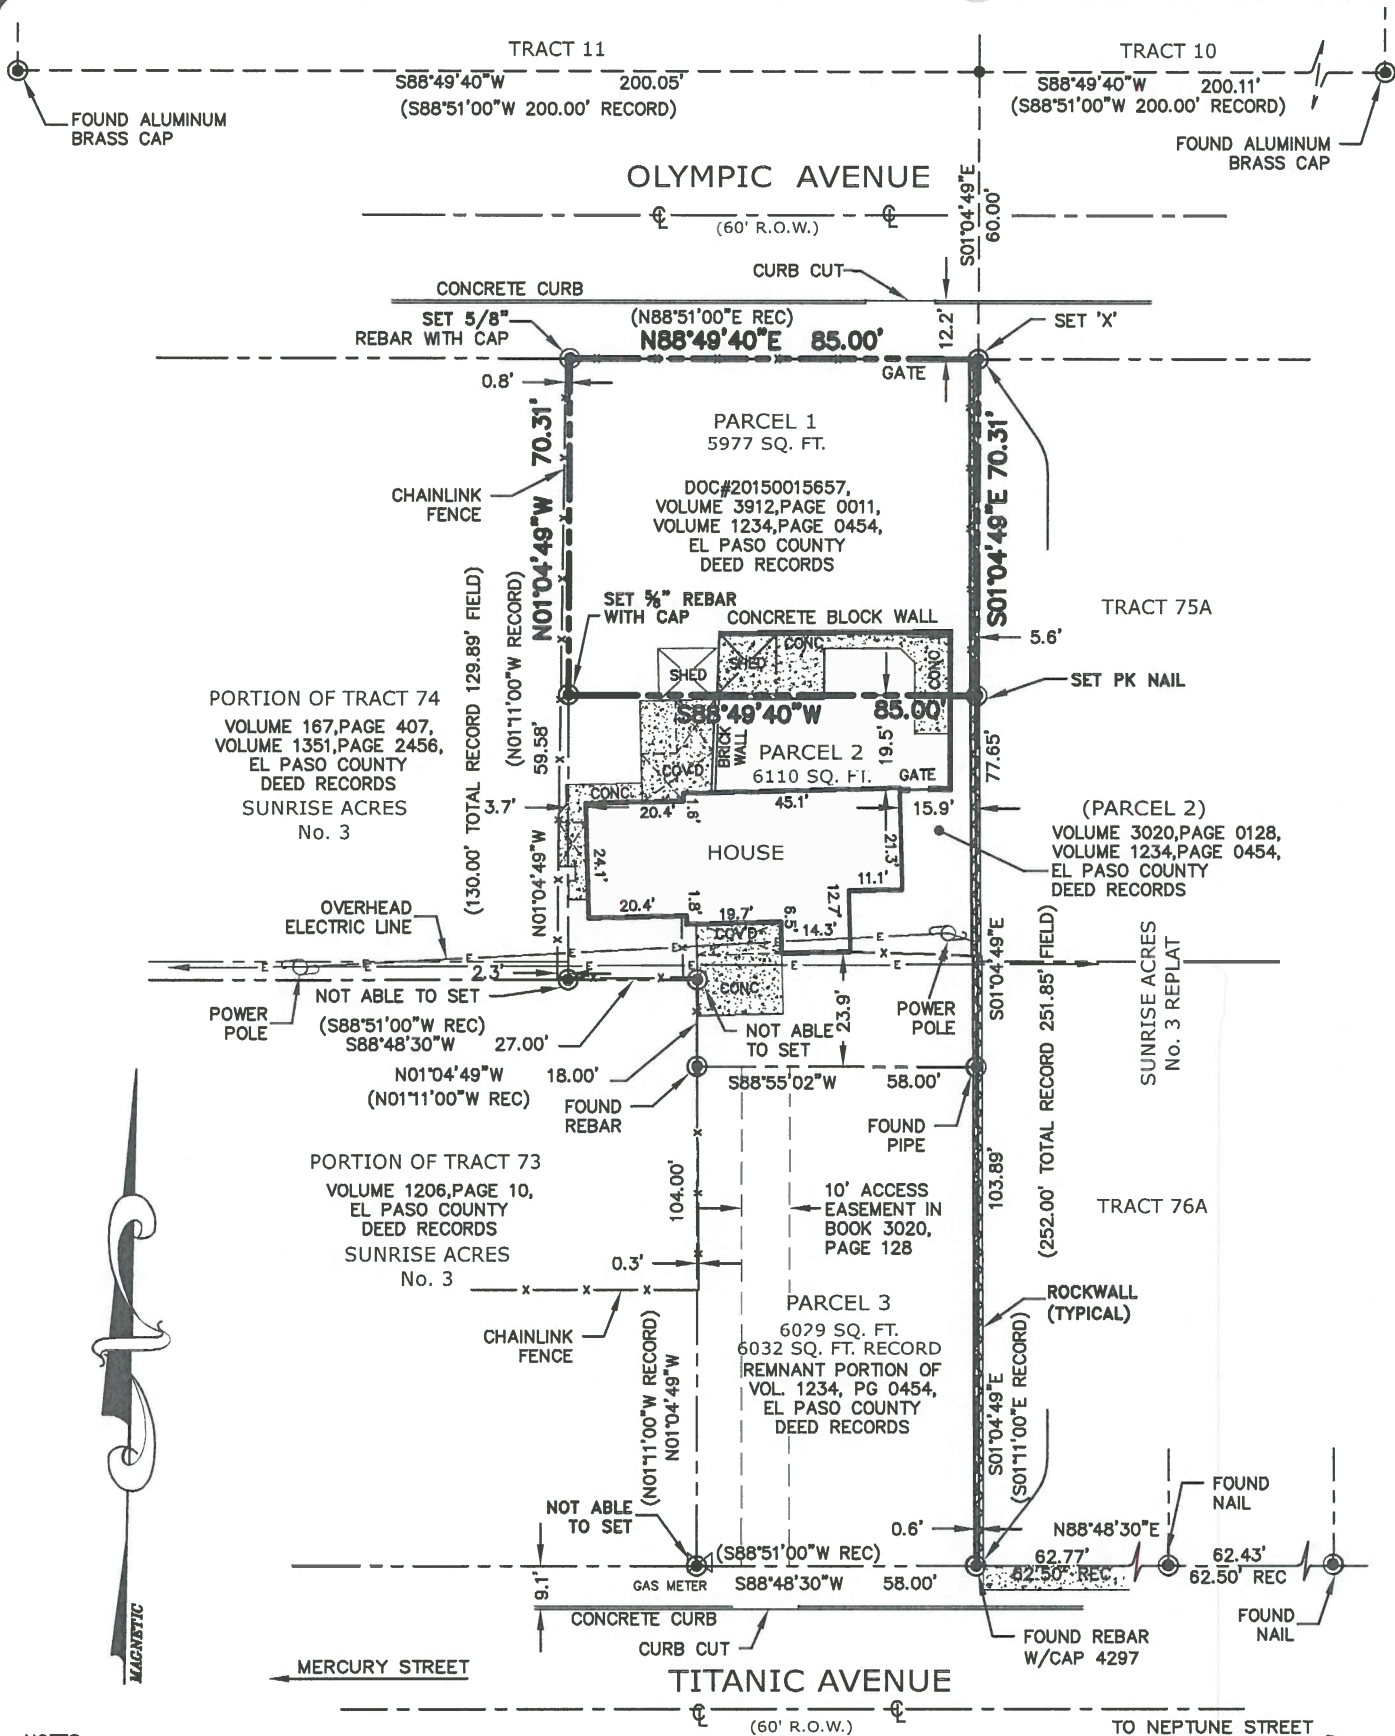 TRACT 11
S88°49'40"W 200.05'
(S88°51'00"W 200.00' RECORD)
TRACT 10
S88°49'40"W 200.11'
(S88°51'00"W 200.00' RECORD)
FOUND ALUMINUM
BRASS CAP
FOUND ALUMINUM
BRASS CAP
OLYMPIC AVENUE
(60' R.O.W.)
S01°04'49"E
60.00'
CURB CUT
CONCRETE CURB
SET 5/8"
REBAR WITH CAP
(N88°51'00"E REC)
N88°49'40"E 85.00'
12.2'
SET 'X'
GATE
0.8'
PARCEL 1
5977 SQ. FT.
DOC#20150015657,
VOLUME 3912,PAGE 0011,
VOLUME 1234,PAGE 0454,
EL PASO COUNTY
DEED RECORDS
CHAINLINK
FENCE
N01°04'49"W 70.31'
S01°04'49"E 70.31'
(N01°11'00"W RECORD)
(130.00' TOTAL RECORD 129.89' FIELD)
SET 5/8" REBAR
WITH CAP
CONCRETE BLOCK WALL
TRACT 75A
5.6'
SHED
SHED
CONC
CONC
SET PK NAIL
S88°49'40"W 85.00'
PORTION OF TRACT 74
VOLUME 167,PAGE 407,
VOLUME 1351,PAGE 2456,
EL PASO COUNTY
DEED RECORDS
SUNRISE ACRES
No. 3
59.58'
N01°04'49"W
BRICK
WALL
PARCEL 2
6110 SQ. FT.
19.5'
GATE
77.65'
COV'D
CONC
3.7'
20.4'
1.6'
45.1'
15.9'
(PARCEL 2)
VOLUME 3020,PAGE 0128,
VOLUME 1234,PAGE 0454,
EL PASO COUNTY
DEED RECORDS
HOUSE
24.1'
21.3'
11.1'
12.7'
20.4'
1.8'
19.7'
6.5'
14.3'
COV'D
OVERHEAD
ELECTRIC LINE
E E E E E E E E E E
S01°04'49"E
(252.00' TOTAL RECORD 251.85' FIELD)
SUNRISE ACRES
No. 3 REPLAT
2.3'
NOT ABLE TO SET
CONC
23.9'
POWER
POLE
POWER
POLE
(S88°51'00"W REC)
S88°48'30"W 27.00'
NOT ABLE
TO SET
N01°04'49"W 18.00'
(N01°11'00"W REC)
S88°55'02"W 58.00'
FOUND
REBAR
FOUND
PIPE
PORTION OF TRACT 73
VOLUME 1206,PAGE 10,
EL PASO COUNTY
DEED RECORDS
SUNRISE ACRES
No. 3
104.00'
10' ACCESS
EASEMENT IN
BOOK 3020,
PAGE 128
103.89'
TRACT 76A
0.3'
CHAINLINK
FENCE
PARCEL 3
6029 SQ. FT.
6032 SQ. FT. RECORD
REMNANT PORTION OF
VOL. 1234, PG 0454,
EL PASO COUNTY
DEED RECORDS
ROCKWALL
(TYPICAL)
(N01°11'00"W RECORD)
N01°04'49"W
S01°04'49"E
(S01°11'00"E RECORD)
FOUND
NAIL
NOT ABLE
TO SET
0.6'
N88°48'30"E
(S88°51'00"W REC)
62.77'
62.50' REC
62.43'
62.50' REC
9.1'
GAS METER
S88°48'30"W 58.00'
CONCRETE CURB
CURB CUT
FOUND REBAR
W/CAP 4297
FOUND
NAIL
MAGNETIC
MERCURY STREET
TITANIC AVENUE
(60' R.O.W.)
TO NEPTUNE STREET